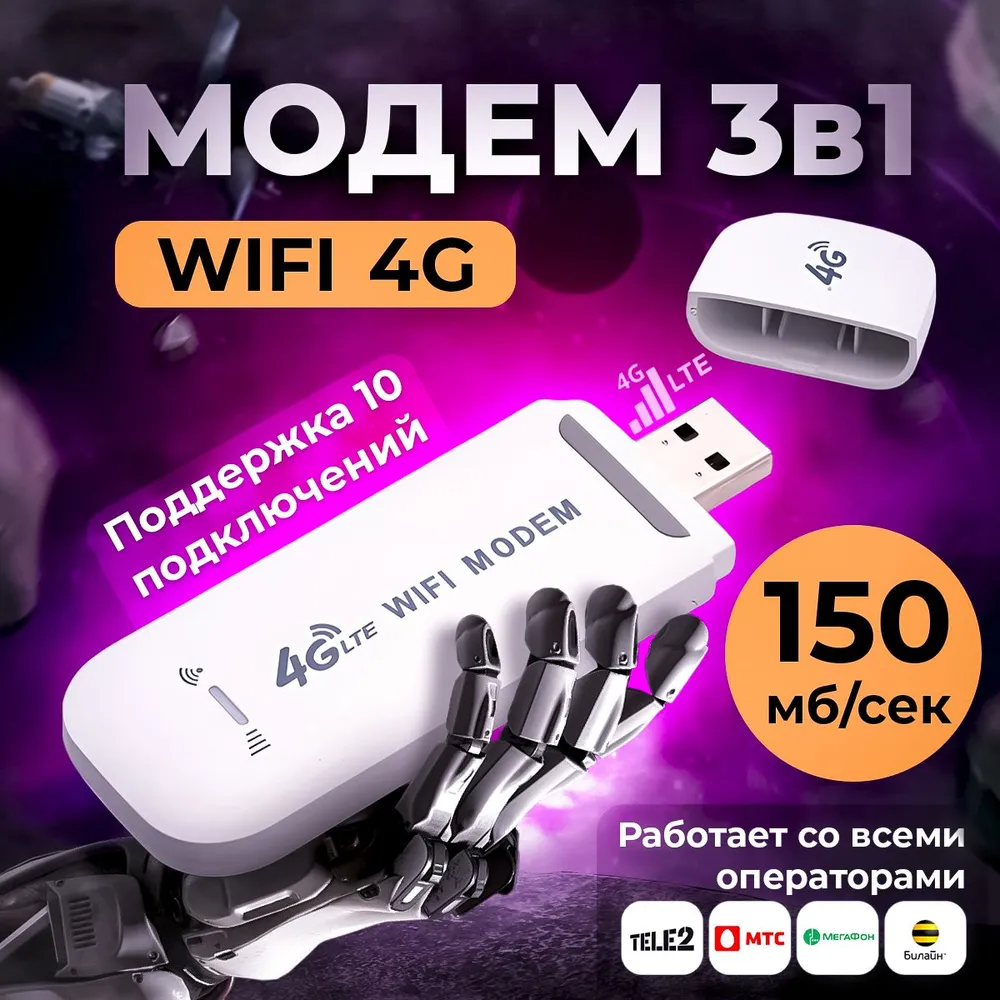 МОДЕМ 3в1
WIFI 4G
4G
4G LTE
Поддержка 10
подключений
4G LTE WIFI MODEM
150
мб/сек
Работает со всеми
операторами
TELE2
МТС
МЕГАФОН
Билайн